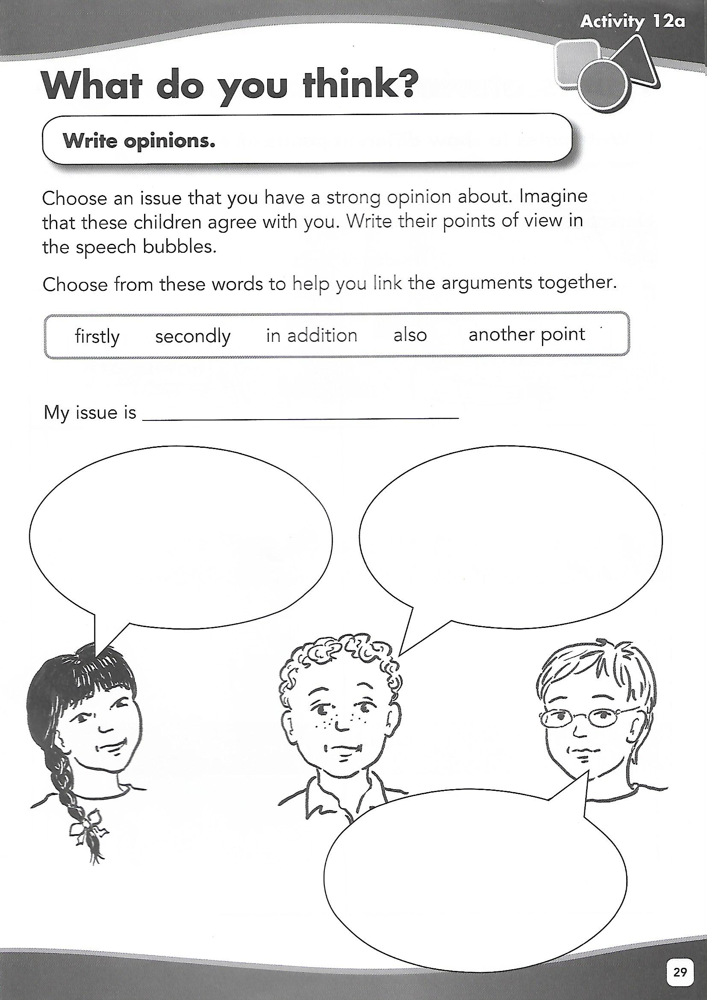 Activity 12a
What do you think?
Write opinions.
Choose an issue that you have a strong opinion about. Imagine
that these children agree with you. Write their points of view in
the speech bubbles.
Choose from these words to help you link the arguments together.
firstly secondly in addition also another point
My issue is
29